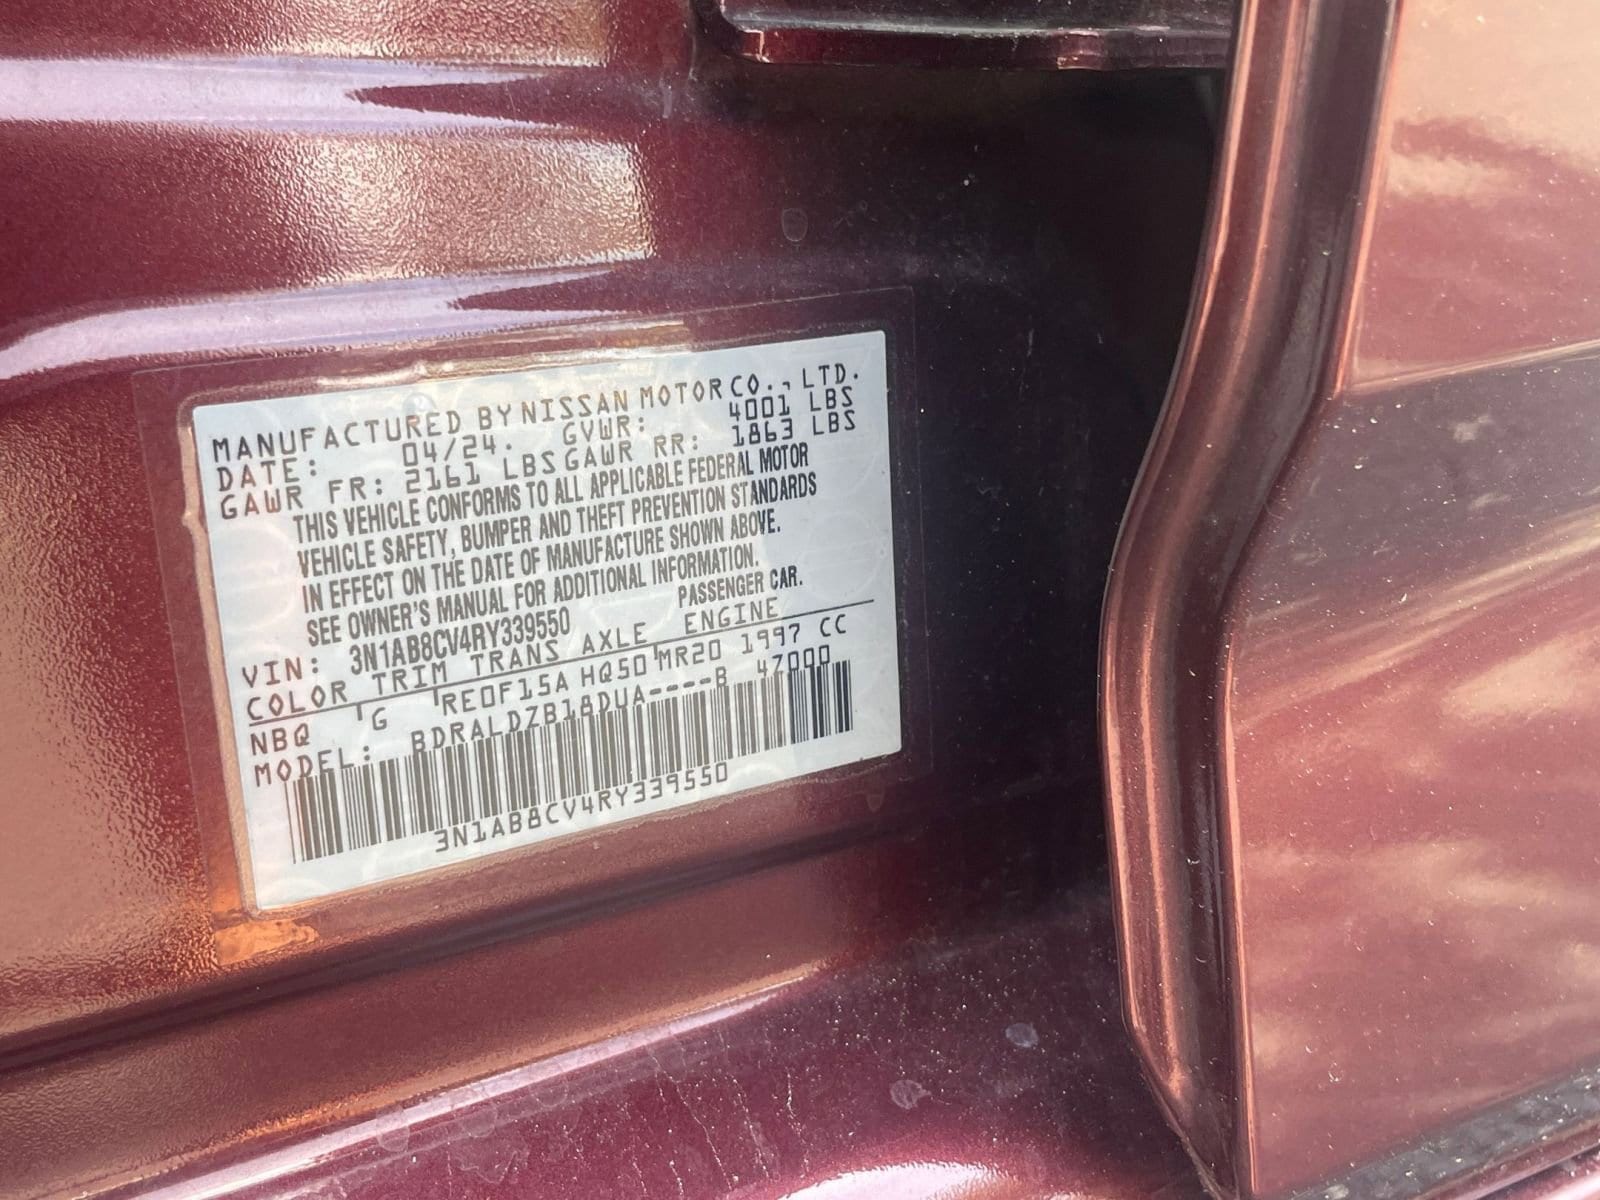 MANUFACTURED BY NISSAN MOTOR CO., LTD.
DATE: 04/24. GVWR: 4001 LBS
GAWR FR: 2161 LBS GAWR RR: 1863 LBS
THIS VEHICLE CONFORMS TO ALL APPLICABLE FEDERAL MOTOR
VEHICLE SAFETY, BUMPER AND THEFT PREVENTION STANDARDS
IN EFFECT ON THE DATE OF MANUFACTURE SHOWN ABOVE.
SEE OWNER'S MANUAL FOR ADDITIONAL INFORMATION.
VIN: 3N1AB8CV4RY339550 PASSENGER CAR.
COLOR TRIM TRANS AXLE ENGINE
NBQ G RE0F15A HQ50 MR20 1997 CC
MODEL: BDRALDZB18DUA----B 47000
3N1AB8CV4RY339550